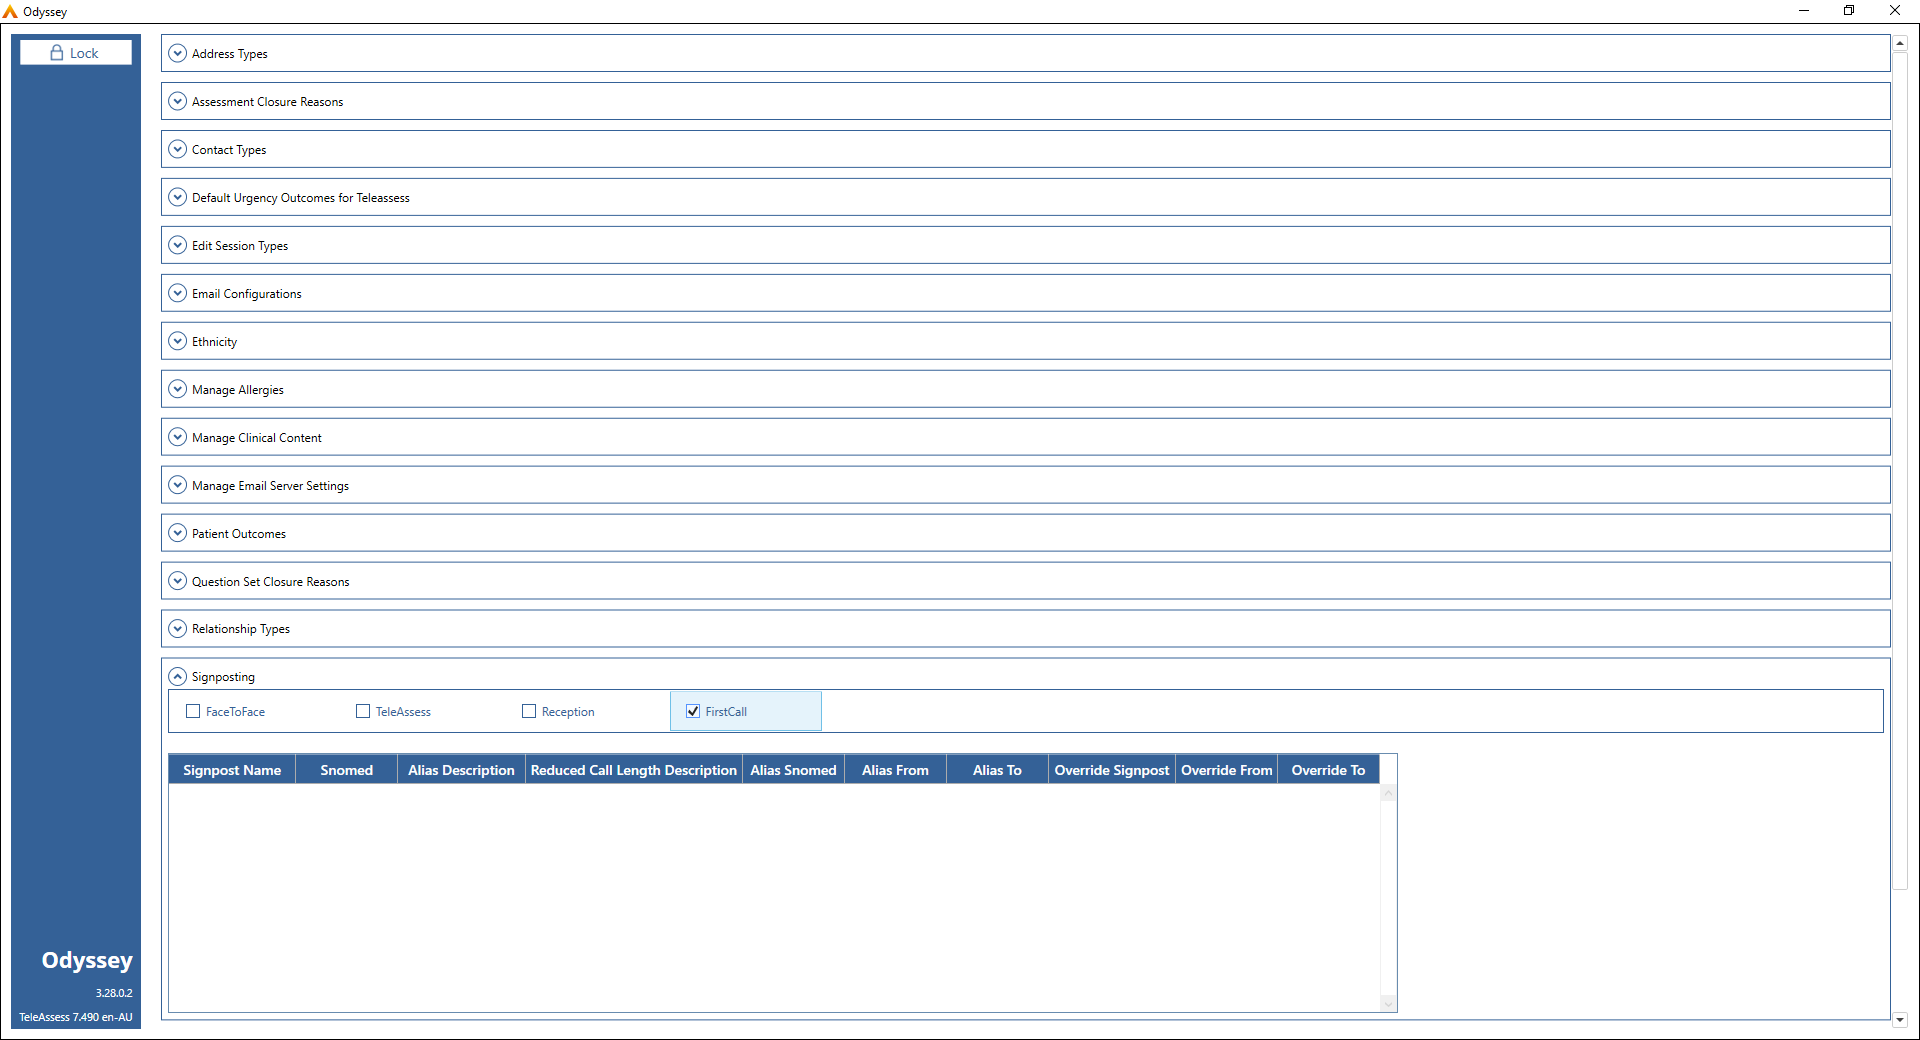 Odyssey
Lock
Address Types
Assessment Closure Reasons
Contact Types
Default Urgency Outcomes for Teleassess
Edit Session Types
Email Configurations
Ethnicity
Manage Allergies
Manage Clinical Content
Manage Email Server Settings
Patient Outcomes
Question Set Closure Reasons
Relationship Types
Signposting
FaceToFace TeleAssess Reception FirstCall
Signpost Name Snomed Alias Description Reduced Call Length Description Alias Snomed Alias From Alias To Override Signpost Override From Override To
Odyssey
3.28.0.2
TeleAssess 7.490 en-AU